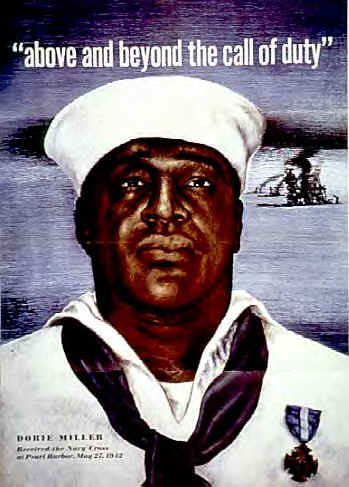 “above and beyond the call of duty”
DORIE MILLER
Received the Navy Cross
at Pearl Harbor, May 27, 1942